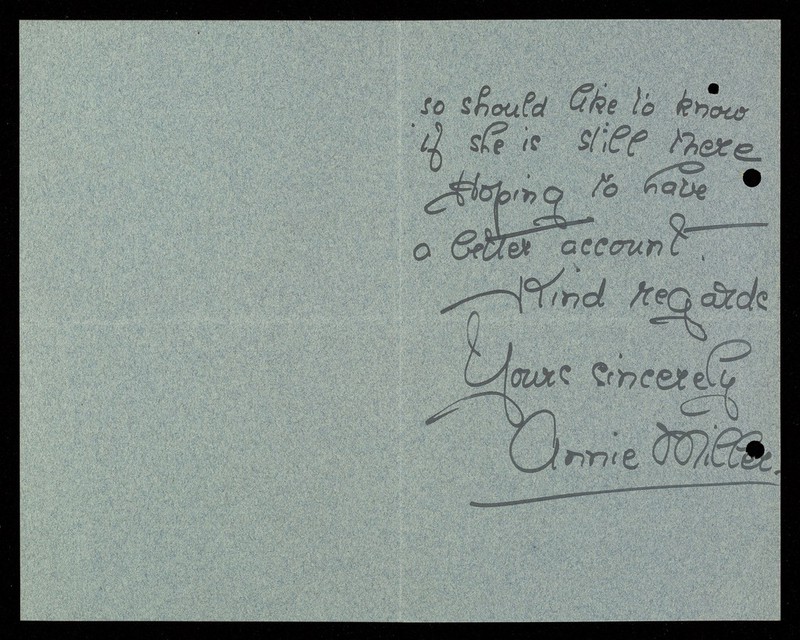 so should like to know
if she is still there
Hoping to have
a better account.
Kind regards
Yours sincerely
Annie Miller.